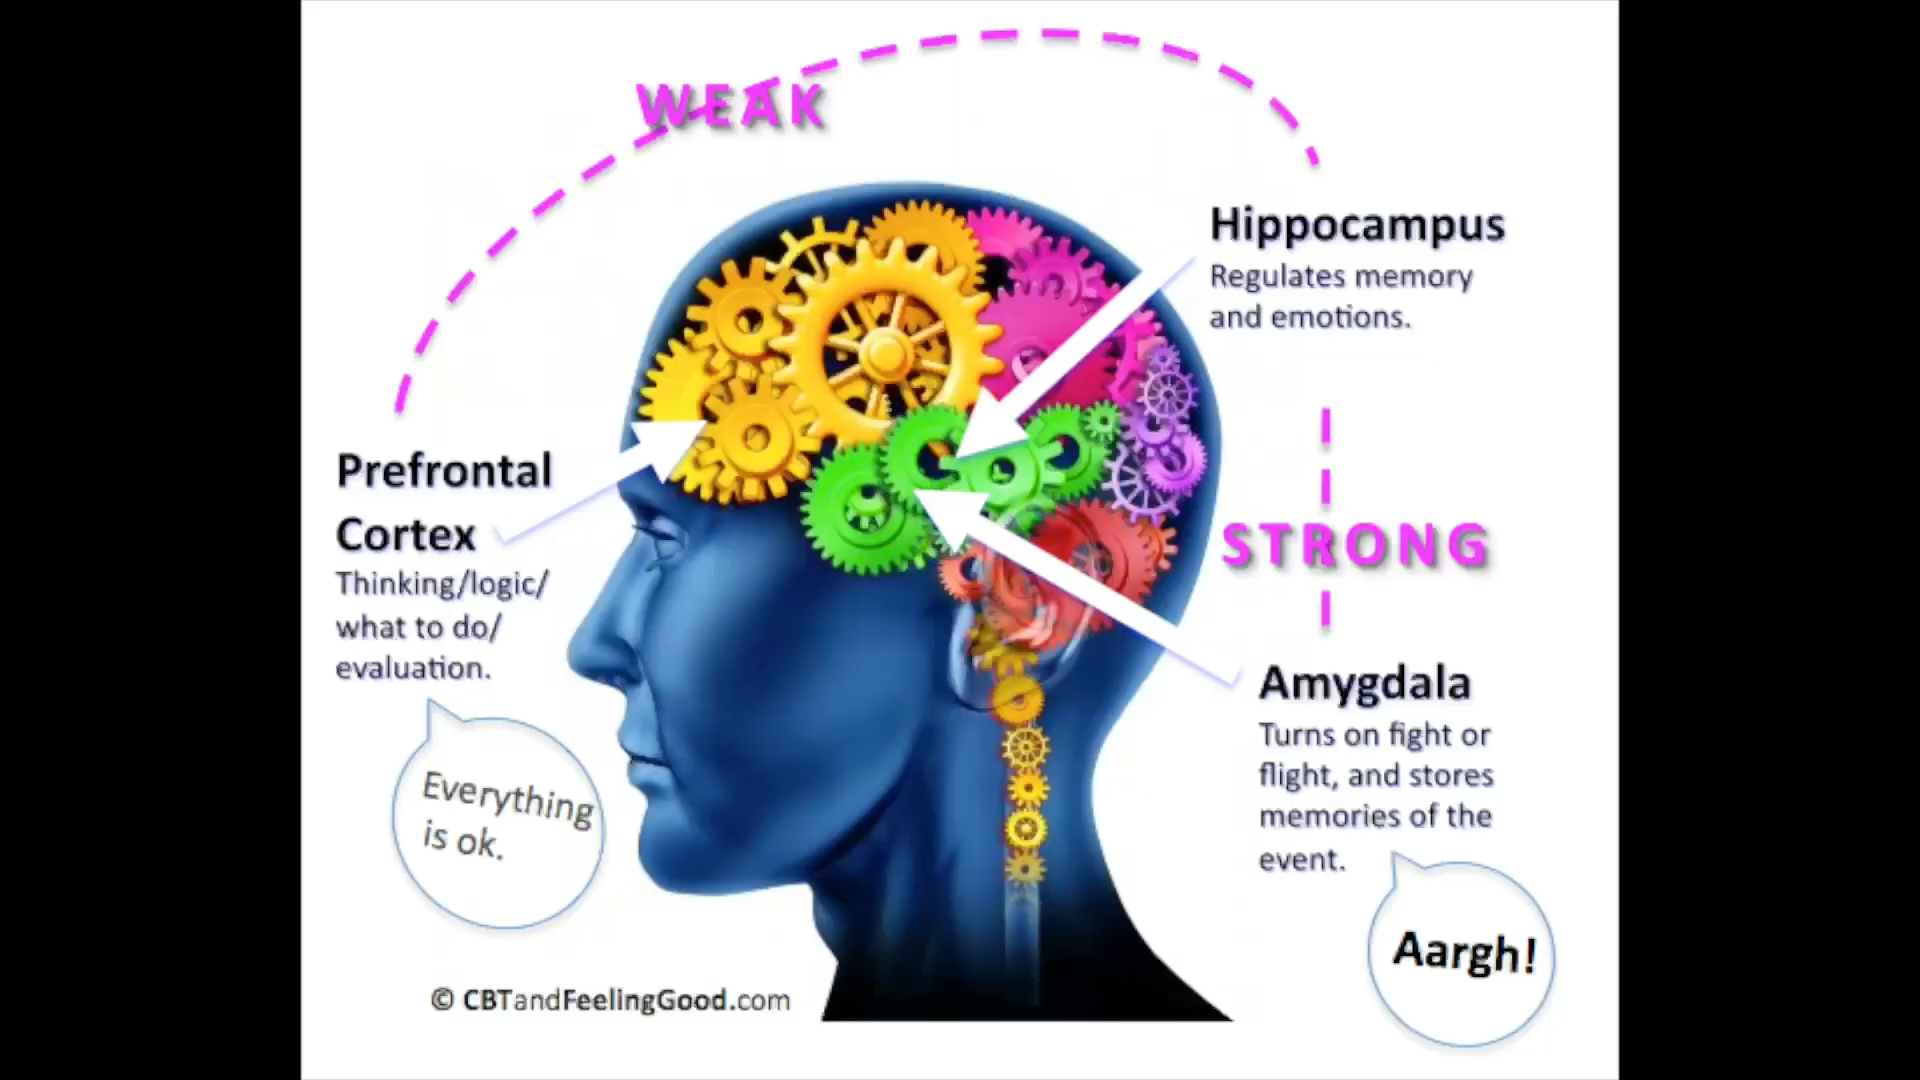 WEAK
Hippocampus
Regulates memory
and emotions.
Prefrontal
Cortex
Thinking/logic/
what to do/
evaluation.
STRONG
Amygdala
Turns on fight or
flight, and stores
memories of the
event.
Everything
is ok.
Aargh!
© CBTandFeelingGood.com